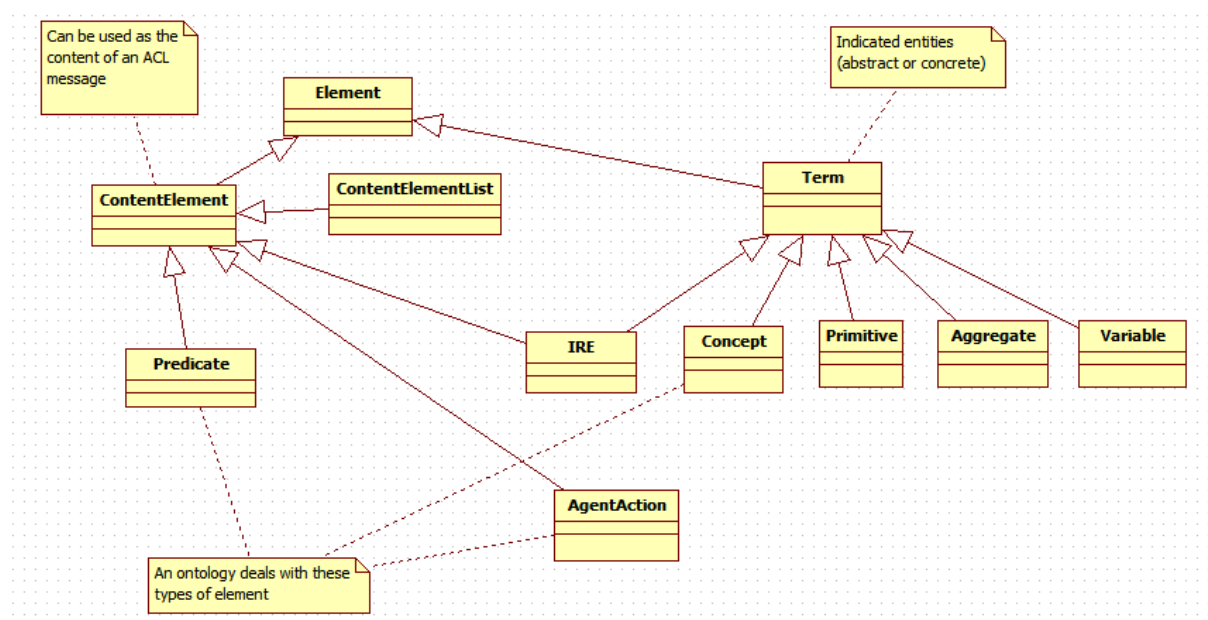 Can be used as the
content of an ACL
message
Indicated entities
(abstract or concrete)
Element
Term
ContentElement
ContentElementList
Predicate
IRE
Concept
Primitive
Aggregate
Variable
AgentAction
An ontology deals with these
types of element